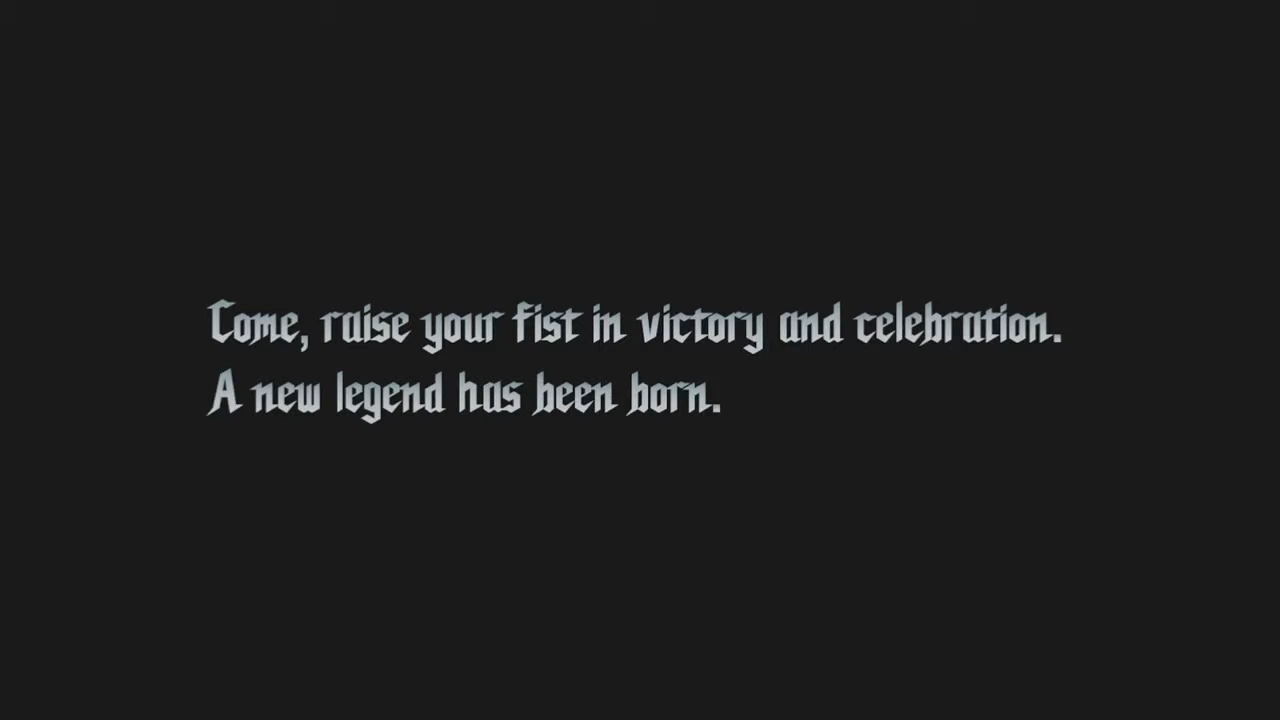 Come, raise your fist in victory and celebration.
A new legend has been born.